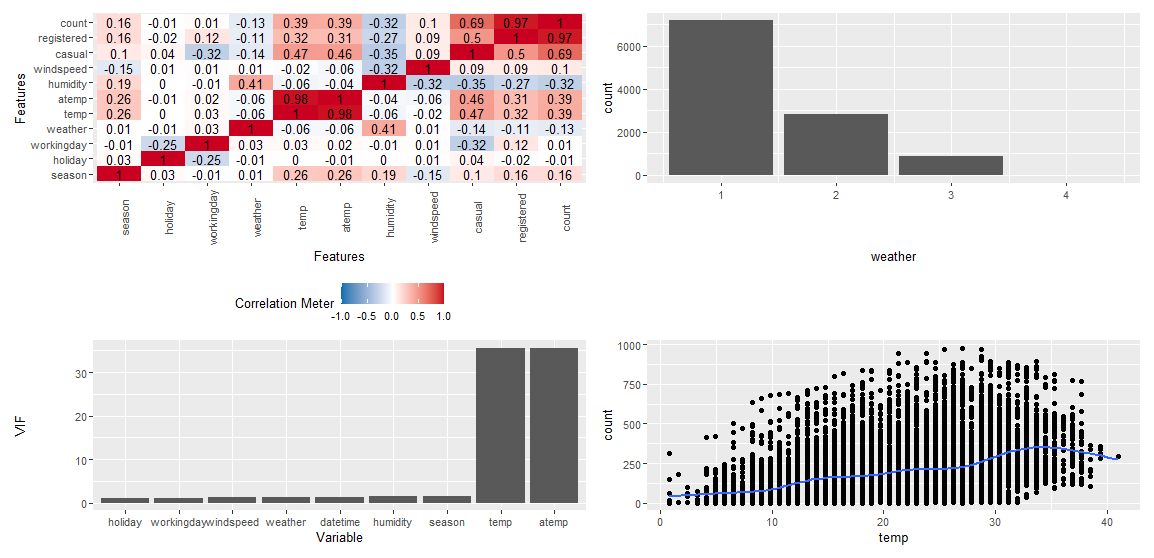 Features
count 0.16 -0.01 0.01 -0.13 0.39 0.39 -0.32 0.1 0.69 0.97 1
registered 0.16 -0.02 0.12 -0.11 0.32 0.31 -0.27 0.09 0.5 1 0.97
casual 0.1 0.04 -0.32 -0.14 0.47 0.46 -0.35 0.09 1 0.5 0.69
windspeed -0.15 0.01 0.01 0.01 -0.02 -0.06 -0.32 1 0.09 0.09 0.1
humidity 0.19 0 -0.01 0.41 -0.06 -0.04 1 -0.32 -0.35 -0.27 -0.32
atemp 0.26 -0.01 0.02 -0.06 0.98 1 -0.04 -0.06 0.46 0.31 0.39
temp 0.26 0 0.03 -0.06 1 0.98 -0.06 -0.02 0.47 0.32 0.39
weather 0.01 -0.01 0.03 1 -0.06 -0.06 0.41 0.01 -0.14 -0.11 -0.13
workingday -0.01 -0.25 1 0.03 0.03 0.02 -0.01 0.01 -0.32 0.12 0.01
holiday 0.03 1 -0.25 -0.01 0 -0.01 0 0.01 0.04 -0.02 -0.01
season 1 0.03 -0.01 0.01 0.26 0.26 0.19 -0.15 0.1 0.16 0.16
season holiday workingday weather temp atemp humidity windspeed casual registered count
Features
Correlation Meter
-1.0 -0.5 0.0 0.5 1.0
count
6000
4000
2000
0
1 2 3 4
weather
VIF
30
20
10
0
holiday workingday windspeed weather datetime humidity season temp atemp
Variable
count
1000
750
500
250
0
0 10 20 30 40
temp